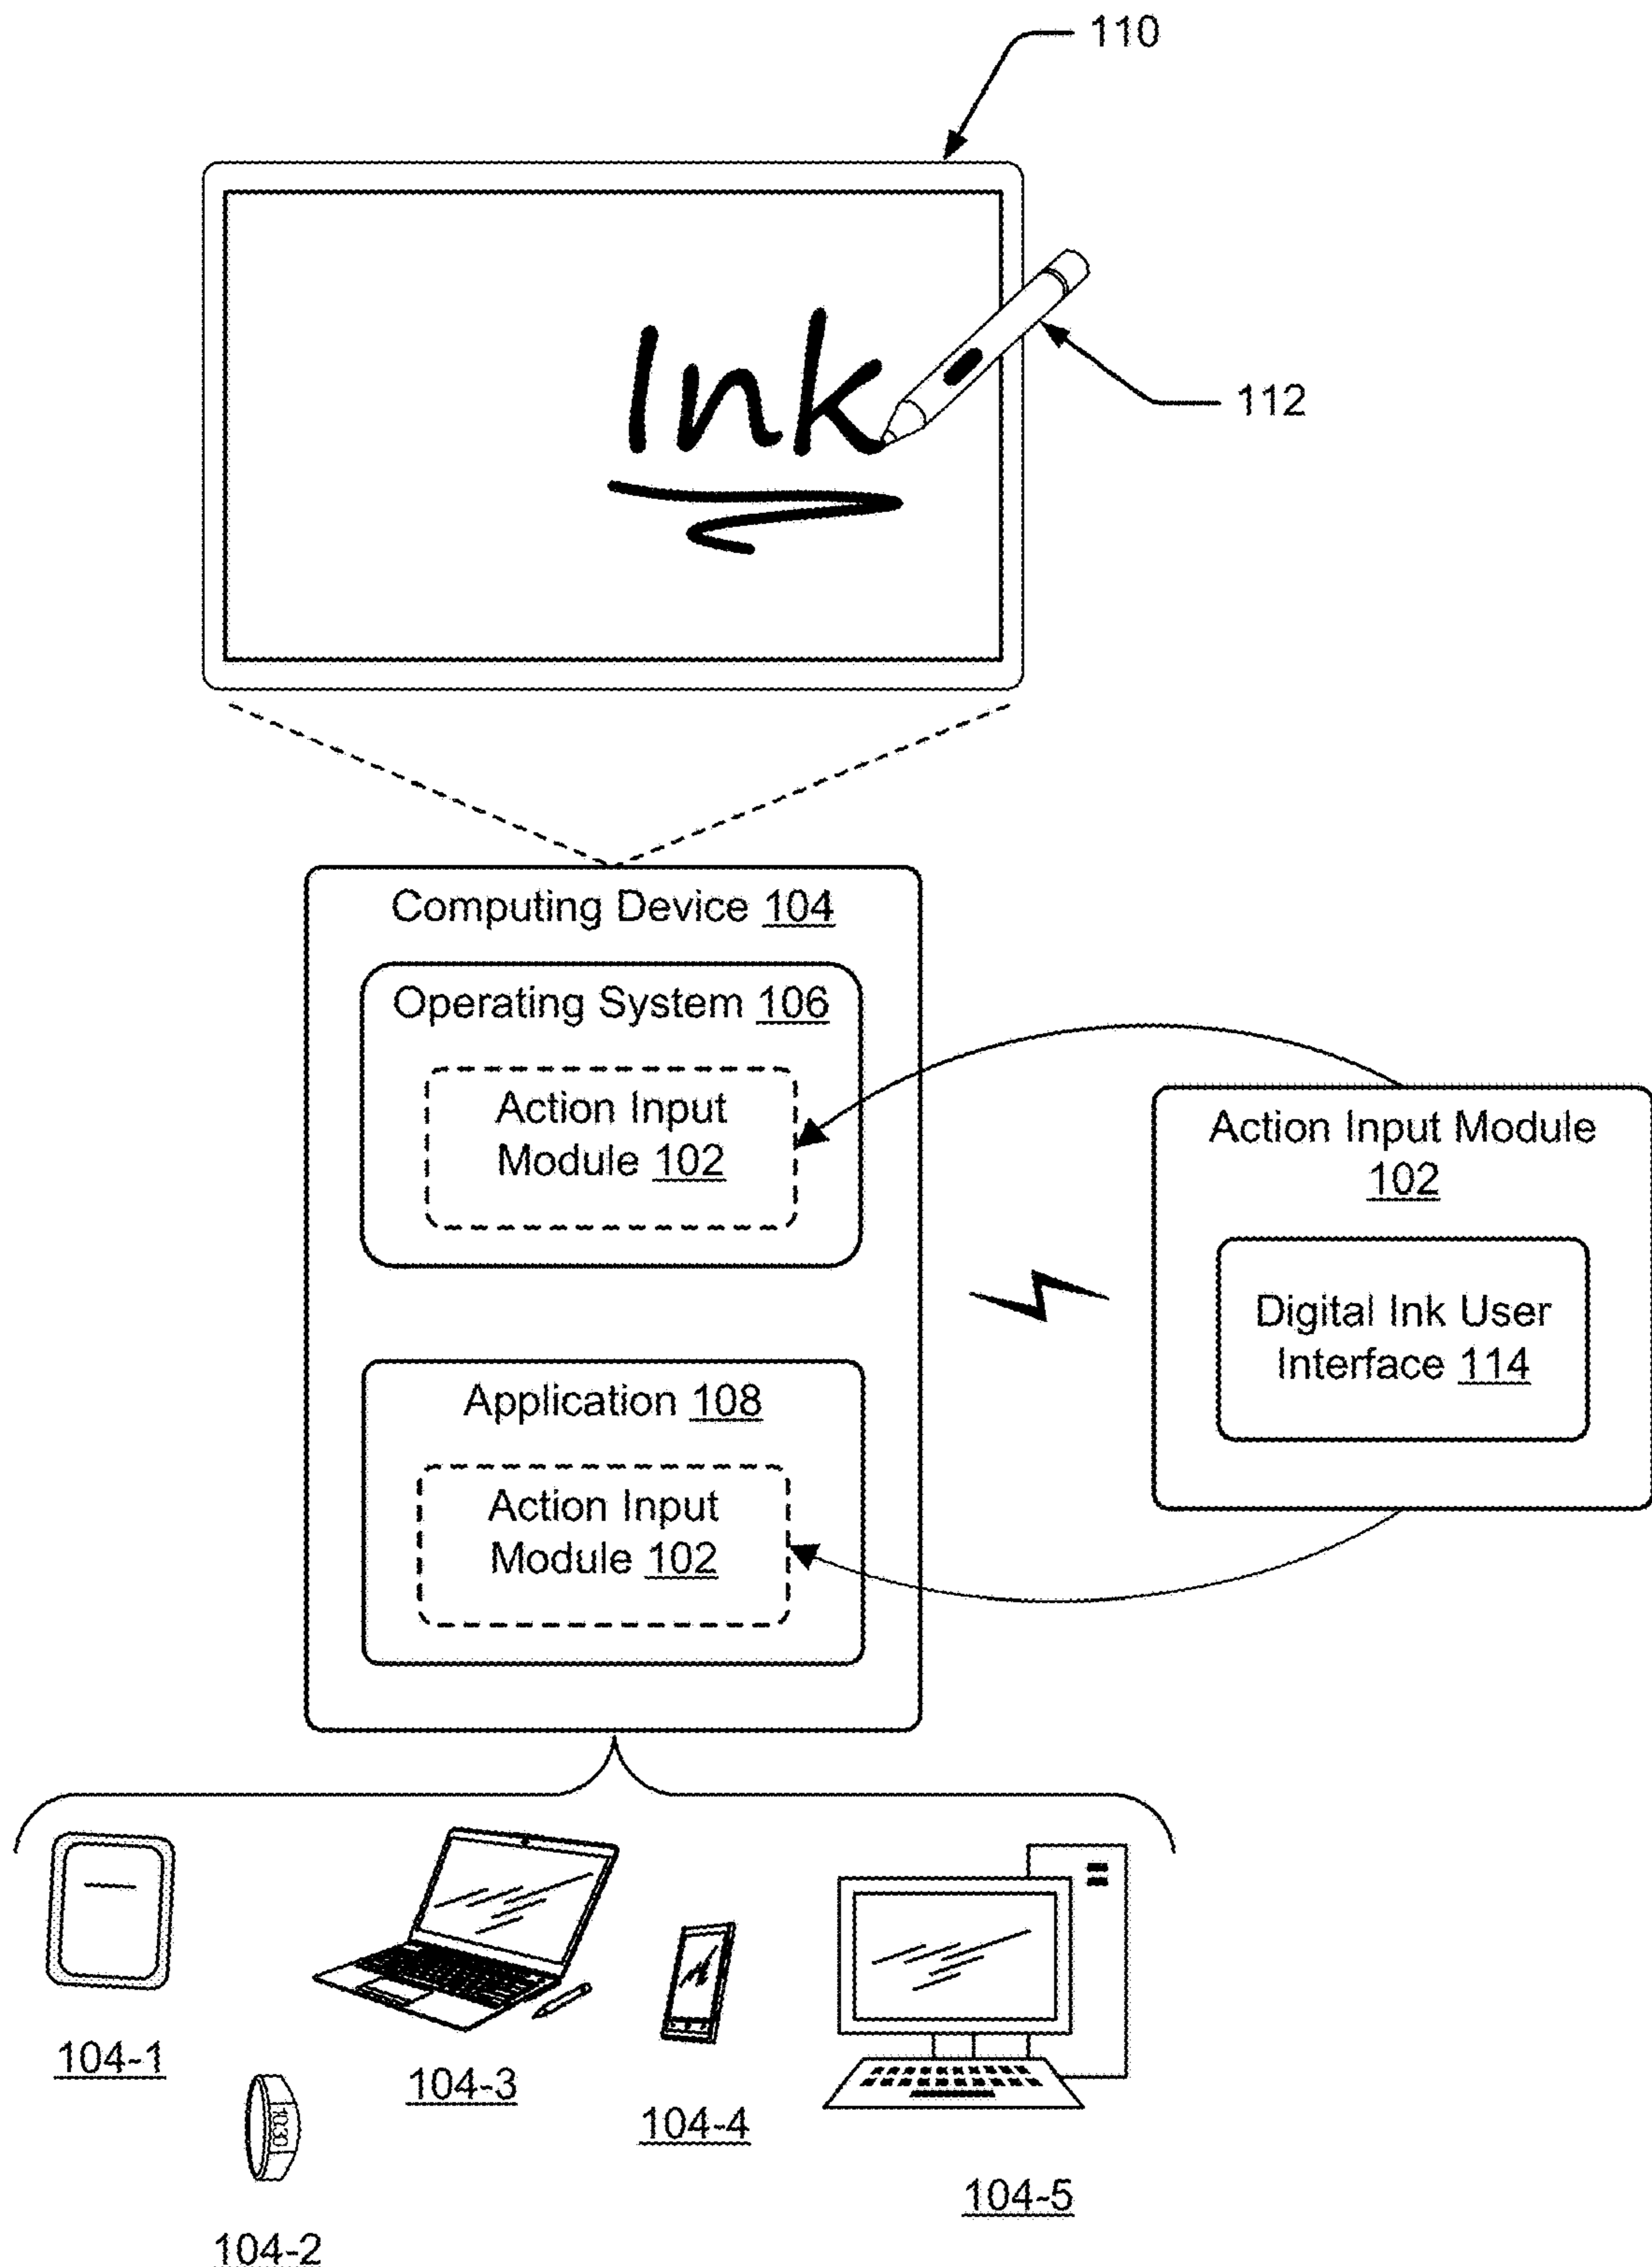 110
Ink
112
Computing Device 104
Operating System 106
Action Input
Module 102
Action Input Module
102
Digital Ink User
Interface 114
Application 108
Action Input
Module 102
104-1
104-2
10:30
104-3
104-4
104-5